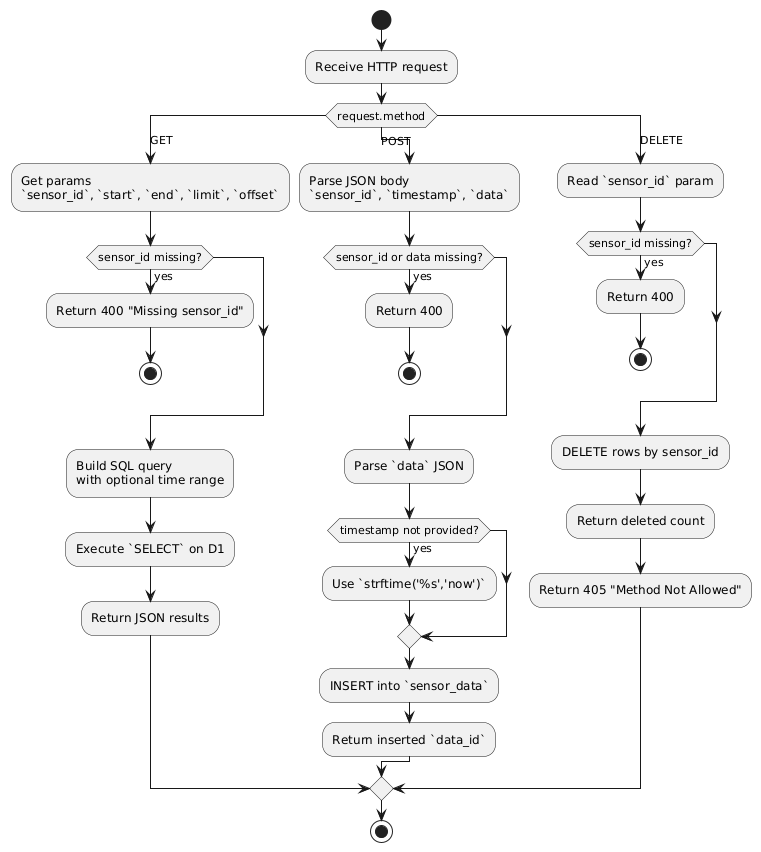 Receive HTTP request
request.method
GET
Get params
`sensor_id`, `start`, `end`, `limit`, `offset`
sensor_id missing?
yes
Return 400 "Missing sensor_id"
Build SQL query
with optional time range
Execute `SELECT` on D1
Return JSON results
POST
Parse JSON body
`sensor_id`, `timestamp`, `data`
sensor_id or data missing?
yes
Return 400
Parse `data` JSON
timestamp not provided?
yes
Use `strftime('%s','now')`
INSERT into `sensor_data`
Return inserted `data_id`
DELETE
Read `sensor_id` param
sensor_id missing?
yes
Return 400
DELETE rows by sensor_id
Return deleted count
Return 405 "Method Not Allowed"